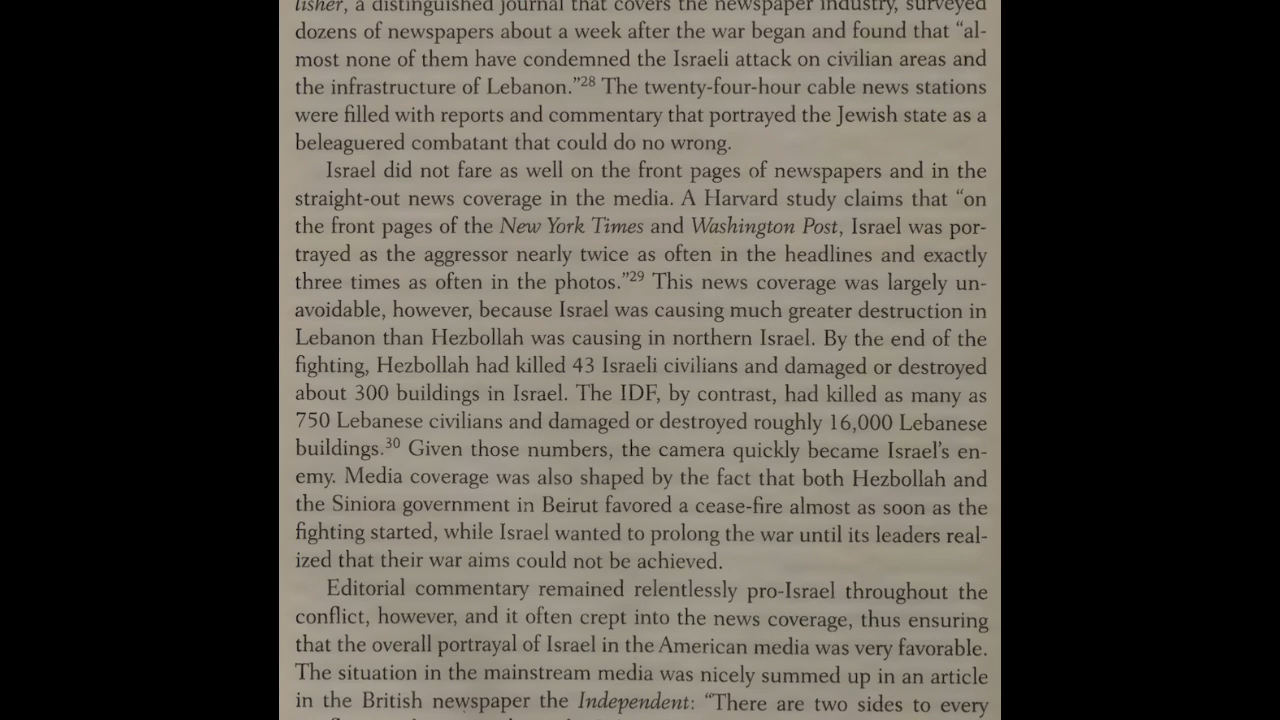 lisher, a distinguished journal that covers the newspaper industry, surveyed
dozens of newspapers about a week after the war began and found that “al-
most none of them have condemned the Israeli attack on civilian areas and
the infrastructure of Lebanon.”28 The twenty-four-hour cable news stations
were filled with reports and commentary that portrayed the Jewish state as a
beleaguered combatant that could do no wrong.
Israel did not fare as well on the front pages of newspapers and in the
straight-out news coverage in the media. A Harvard study claims that “on
the front pages of the New York Times and Washington Post, Israel was por-
trayed as the aggressor nearly twice as often in the headlines and exactly
three times as often in the photos.”29 This news coverage was largely un-
avoidable, however, because Israel was causing much greater destruction in
Lebanon than Hezbollah was causing in northern Israel. By the end of the
fighting, Hezbollah had killed 43 Israeli civilians and damaged or destroyed
about 300 buildings in Israel. The IDF, by contrast, had killed as many as
750 Lebanese civilians and damaged or destroyed roughly 16,000 Lebanese
buildings.30 Given those numbers, the camera quickly became Israel’s en-
emy. Media coverage was also shaped by the fact that both Hezbollah and
the Siniora government in Beirut favored a cease-fire almost as soon as the
fighting started, while Israel wanted to prolong the war until its leaders real-
ized that their war aims could not be achieved.
Editorial commentary remained relentlessly pro-Israel throughout the
conflict, however, and it often crept into the news coverage, thus ensuring
that the overall portrayal of Israel in the American media was very favorable.
The situation in the mainstream media was nicely summed up in an article
in the British newspaper the Independent: “There are two sides to every